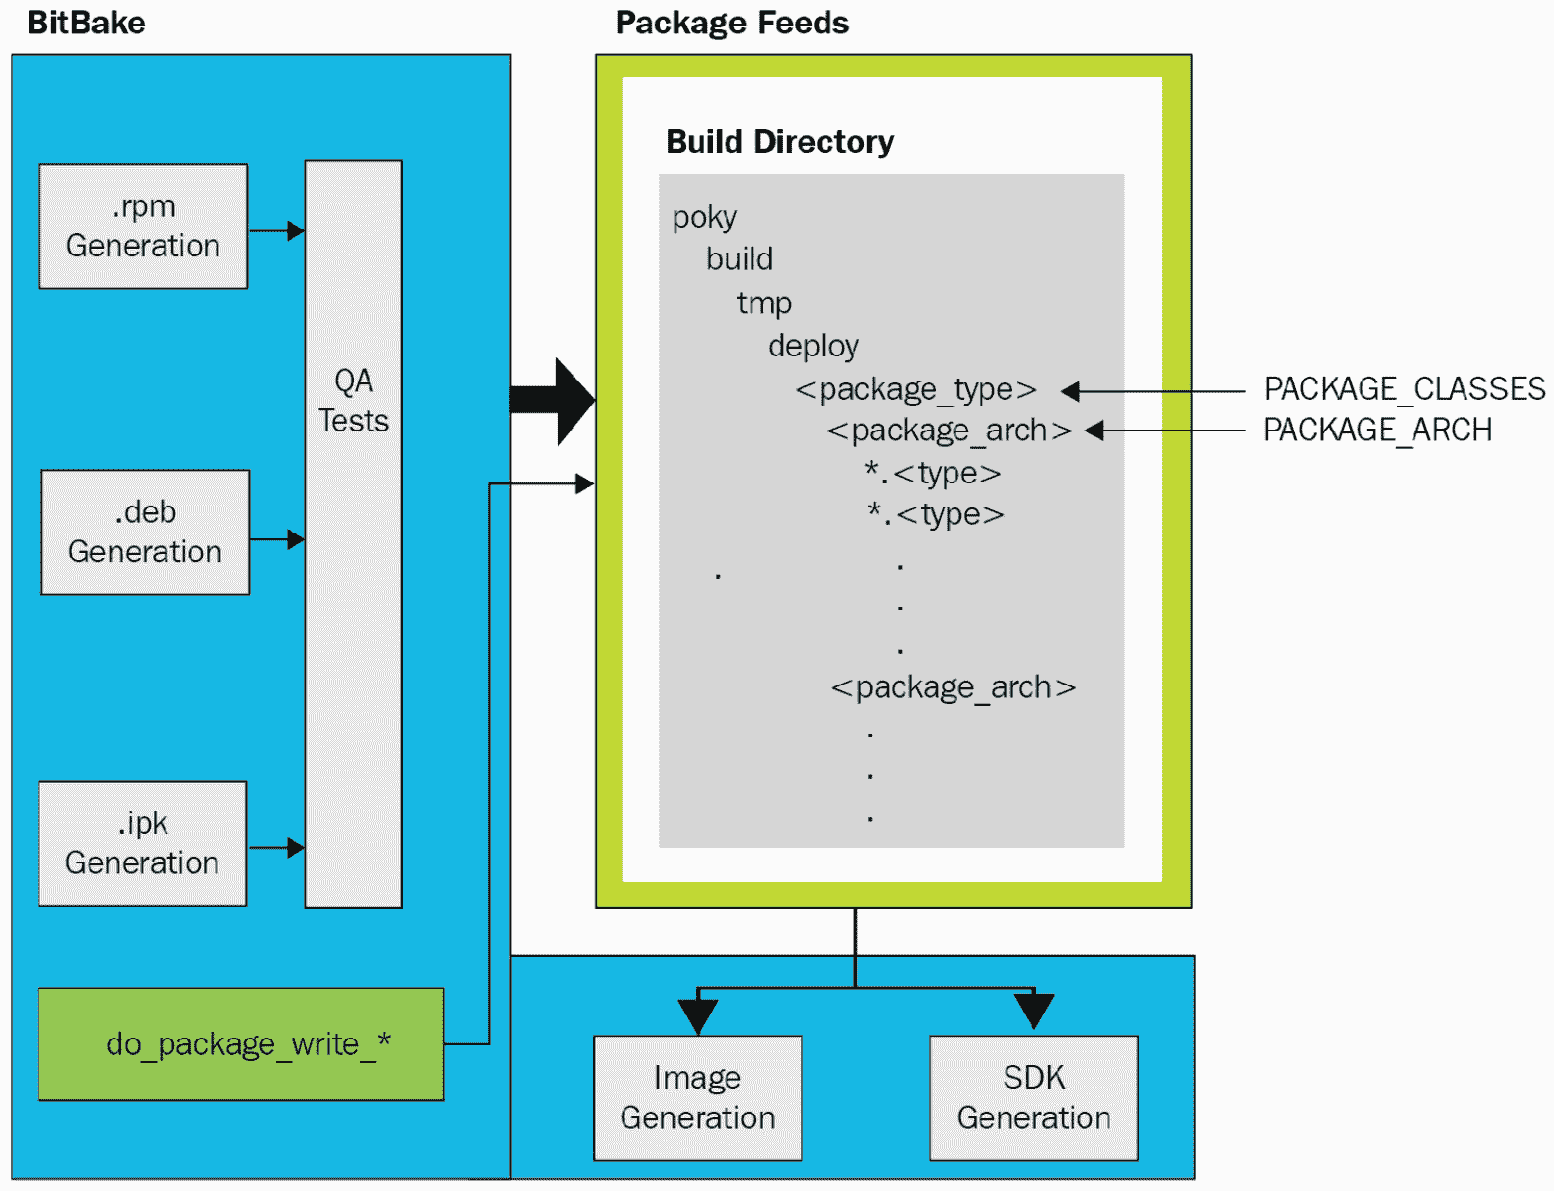 BitBake
.rpm
Generation
.deb
Generation
.ipk
Generation
QA
Tests
do_package_write_*
Package Feeds
Build Directory
poky
build
tmp
deploy
<package_type>
<package_arch>
*.<type>
*.<type>
.
.
.
.
<package_arch>
.
.
.
PACKAGE_CLASSES
PACKAGE_ARCH
Image
Generation
SDK
Generation